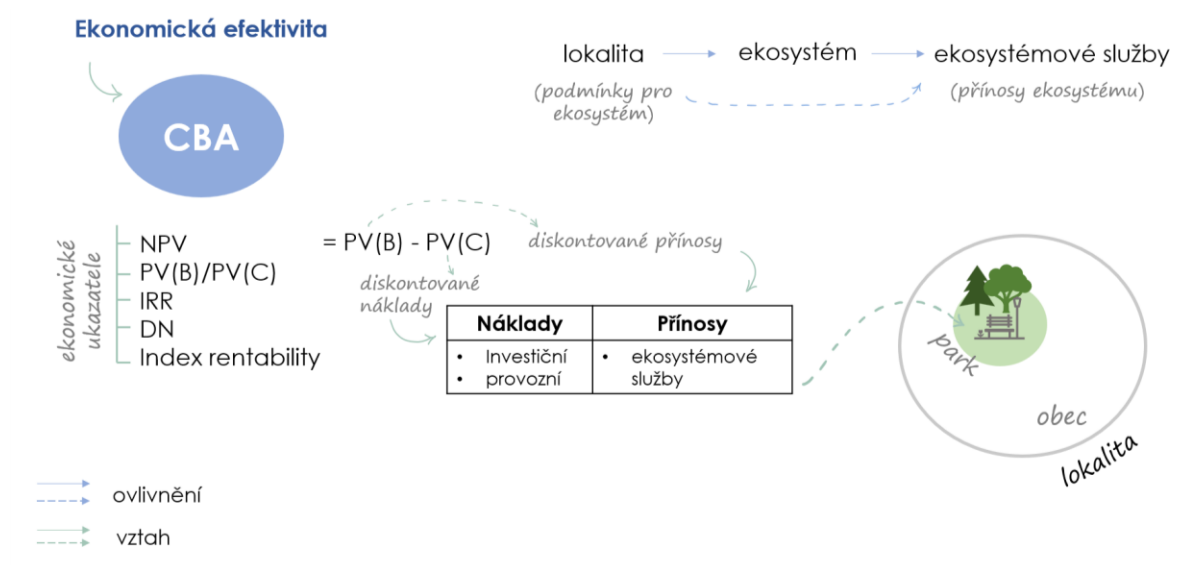 Ekonomická efektivita
CBA
lokalita
ekosystém
ekosystémové služby
(podmínky pro
ekosystém)
(přínosy ekosystému)
ekonomické
ukazatele
NPV
= PV(B) - PV(C)
PV(B)/PV(C)
IRR
DN
Index rentability
diskontované přínosy
diskontované
náklady
Náklady
Přínosy
• Investiční
• provozní
• ekosystémové
služby
park
obec
lokalita
ovlivnění
vztah